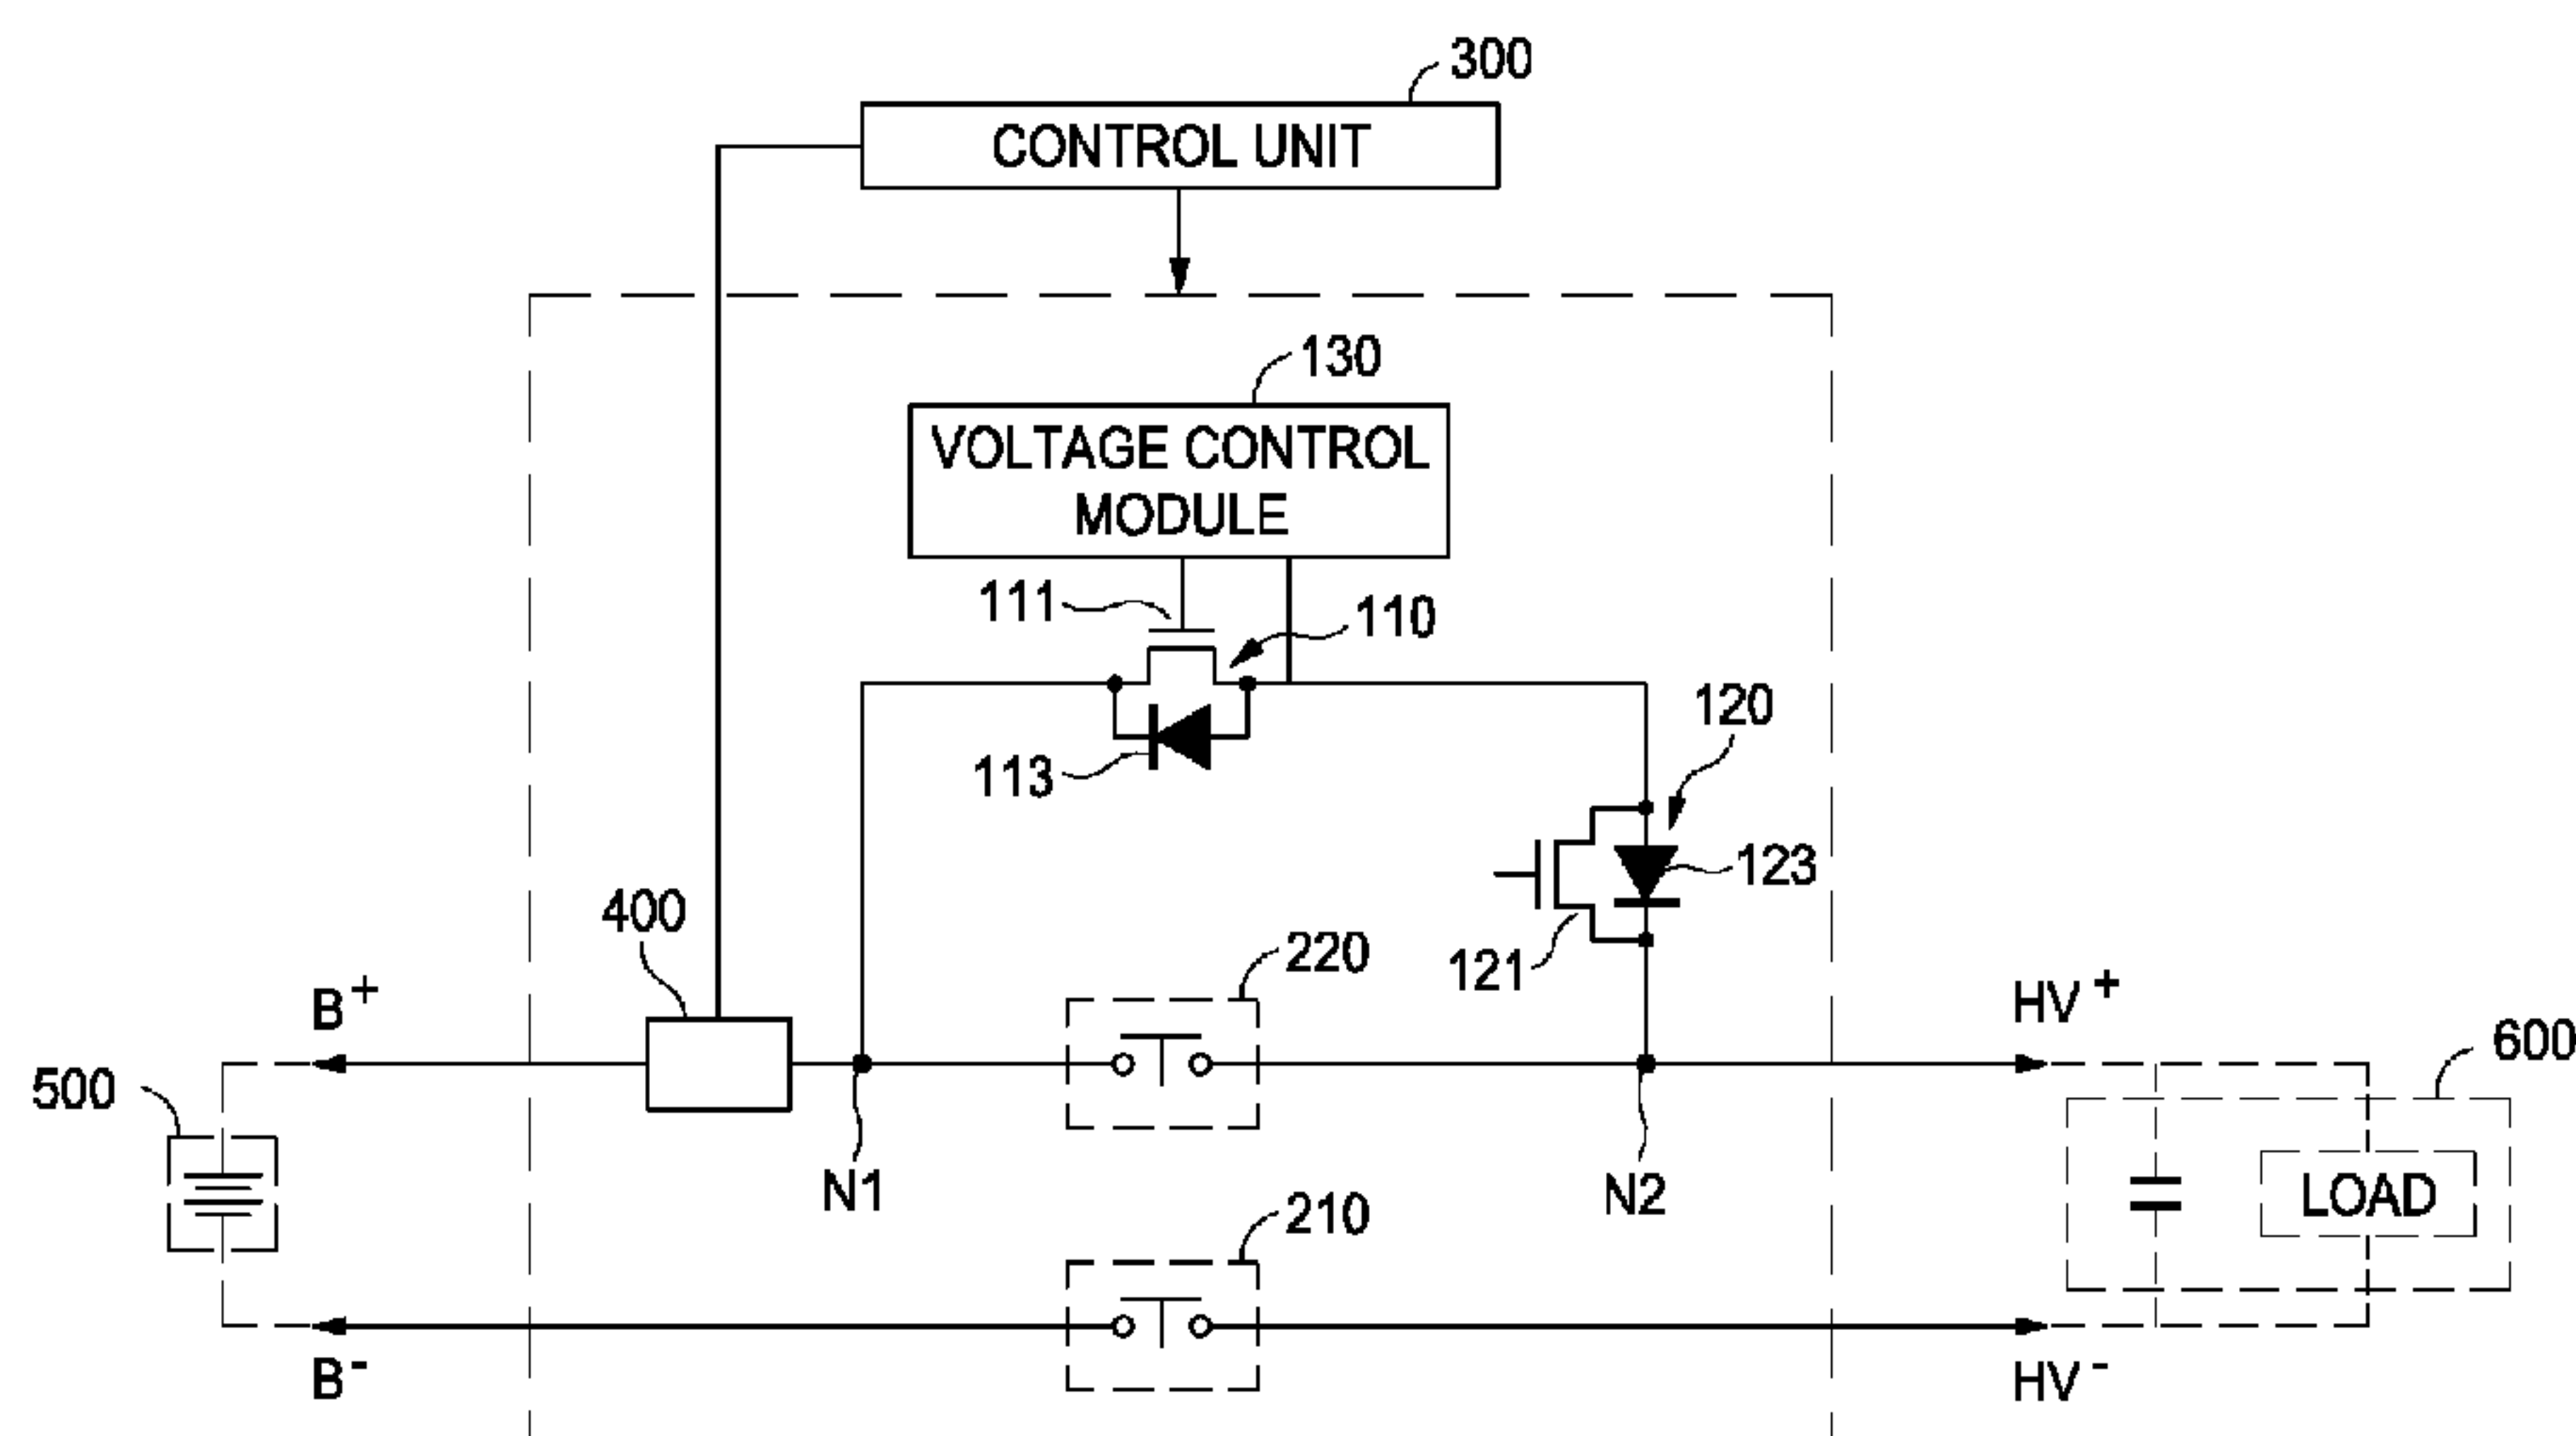 300
CONTROL UNIT
130
VOLTAGE CONTROL
MODULE
111
110
113
120
123
121
400
220
B+
HV+
600
500
N1
N2
LOAD
210
B-
HV-